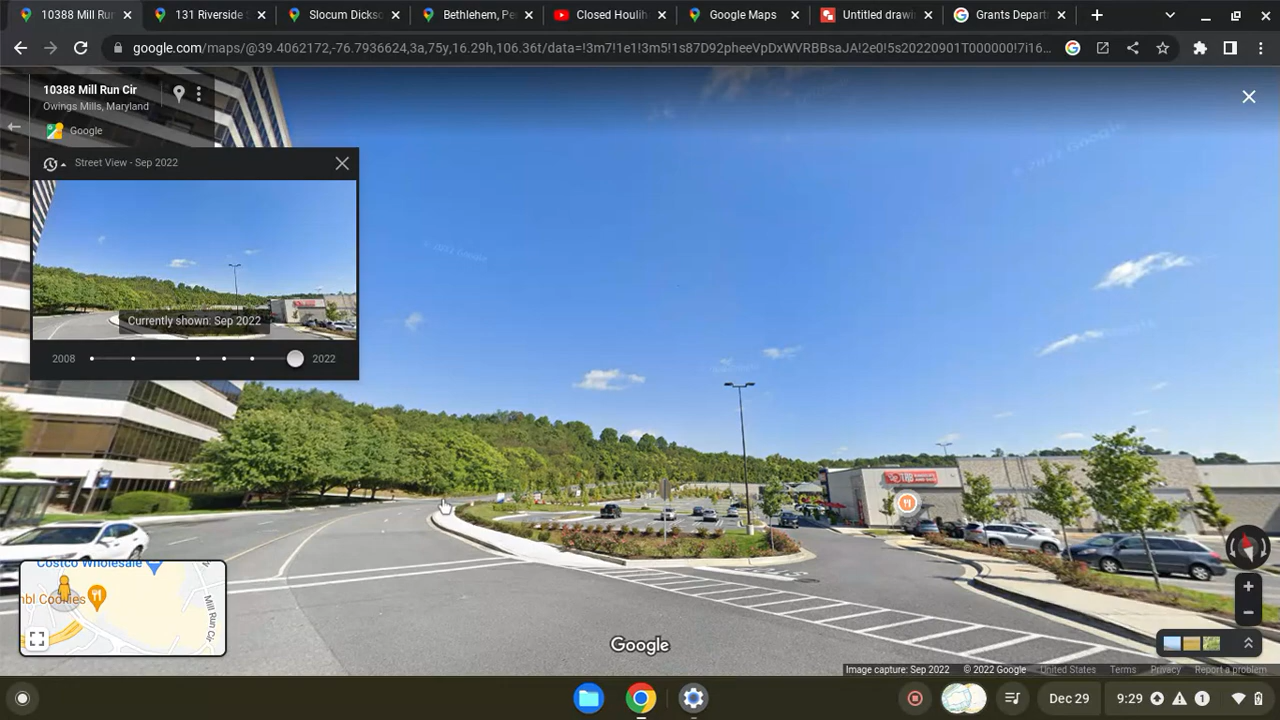 10388 Mill Run
131 Riverside
Slocum Dickso
Bethlehem, Pe
Closed Houlih
Google Maps
Untitled drawi
Grants Depart
google.com/maps/@39.4062172,-76.7936624,3a,75y,16.29h,106.36t/data=!3m7!1e1!3m5!1s87D92pheeVpDxWVRBBsaJA!2e0!5s20220901T000000!7i16...
10388 Mill Run Cir
Owings Mills, Maryland
Google
Street View - Sep 2022
Currently shown: Sep 2022
2008
2022
Costco Wholesale
mbl Cookies
Mill Run Cir
Google
Image capture: Sep 2022
© 2022 Google
United States
Terms
Privacy
Report a problem
Dec 29
9:29
1